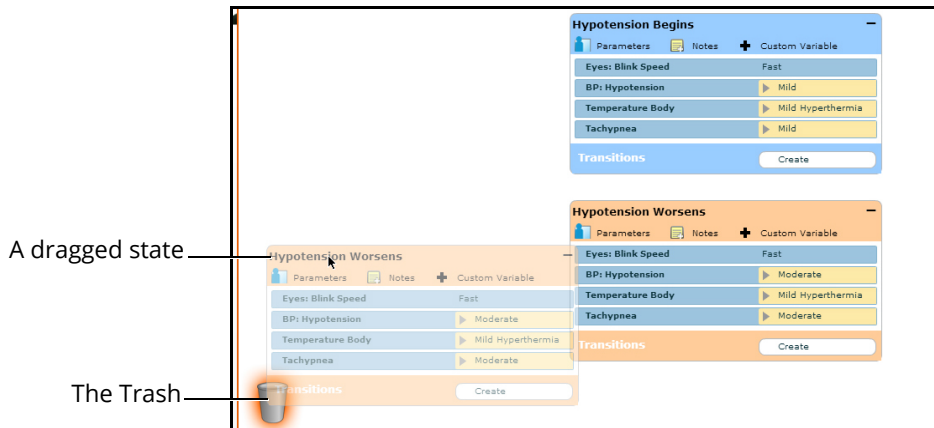 Hypotension Begins
Parameters Notes Custom Variable
Eyes: Blink Speed Fast
BP: Hypotension Mild
Temperature Body Mild Hyperthermia
Tachypnea Mild
Transitions Create
Hypotension Worsens
Parameters Notes Custom Variable
Eyes: Blink Speed Fast
BP: Hypotension Moderate
Temperature Body Mild Hyperthermia
Tachypnea Moderate
Transitions Create
A dragged state
Hypotension Worsens
Parameters Notes Custom Variable
Eyes: Blink Speed Fast
BP: Hypotension Moderate
Temperature Body Mild Hyperthermia
Tachypnea Moderate
Transitions Create
The Trash